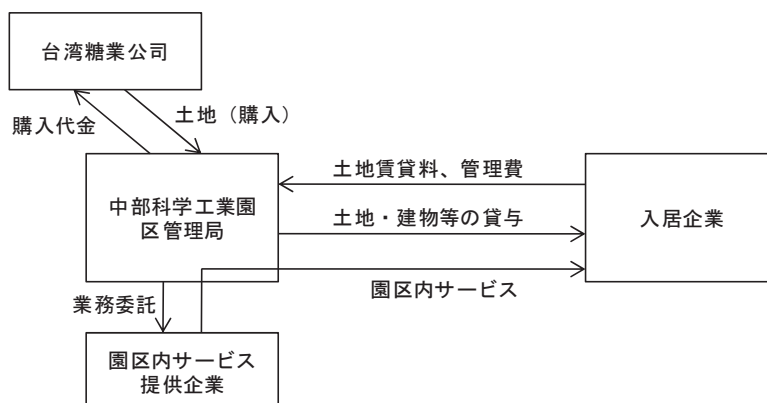 台湾糖業公司
土地（購入）
購入代金
土地賃貸料、管理費
中部科学工業園
区管理局
土地・建物等の貸与
入居企業
園区内サービス
業務委託
園区内サービス
提供企業